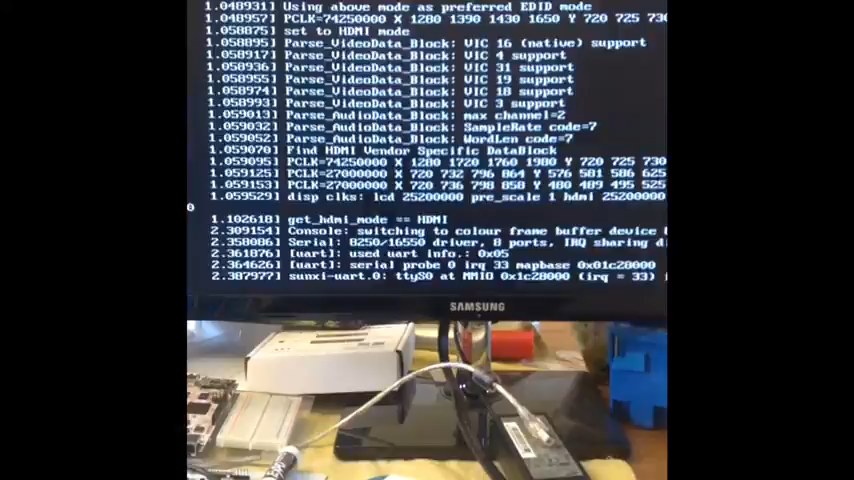 1.048931] Using above mode as preferred EDID mode
1.048957] PCLK=74250000 X 1280 1390 1430 1650 Y 720 725 730
1.058875] set to HDMI mode
1.058895] Parse_VideoData_Block: VIC 16 (native) support
1.058917] Parse_VideoData_Block: VIC 4 support
1.058936] Parse_VideoData_Block: VIC 31 support
1.058955] Parse_VideoData_Block: VIC 19 support
1.058974] Parse_VideoData_Block: VIC 18 support
1.058993] Parse_VideoData_Block: VIC 3 support
1.059013] Parse_AudioData_Block: max channel=2
1.059032] Parse_AudioData_Block: SampleRate code=7
1.059052] Parse_AudioData_Block: WordLen code=7
1.059070] Find HDMI Vendor Specific DataBlock
1.059095] PCLK=74250000 X 1280 1720 1760 1980 Y 720 725 730
1.059125] PCLK=27000000 X 720 732 796 864 Y 576 581 586 625
1.059153] PCLK=27000000 X 720 736 798 858 Y 480 489 495 525
1.059529] disp clks: lcd 25200000 pre_scale 1 hdmi 25200000
0
1.102618] get_hdmi_mode == HDMI
2.309154] Console: switching to colour frame buffer device
2.358086] Serial: 8250/16550 driver, 8 ports, IRQ sharing
2.361876] [uart]: used uart info.: 0x05
2.364626] [uart]: serial probe 0 irq 33 mapbase 0x01c28000
2.387977] sunxi-uart.0: ttyS0 at MMIO 0x1c28000 (irq = 33)
SAMSUNG